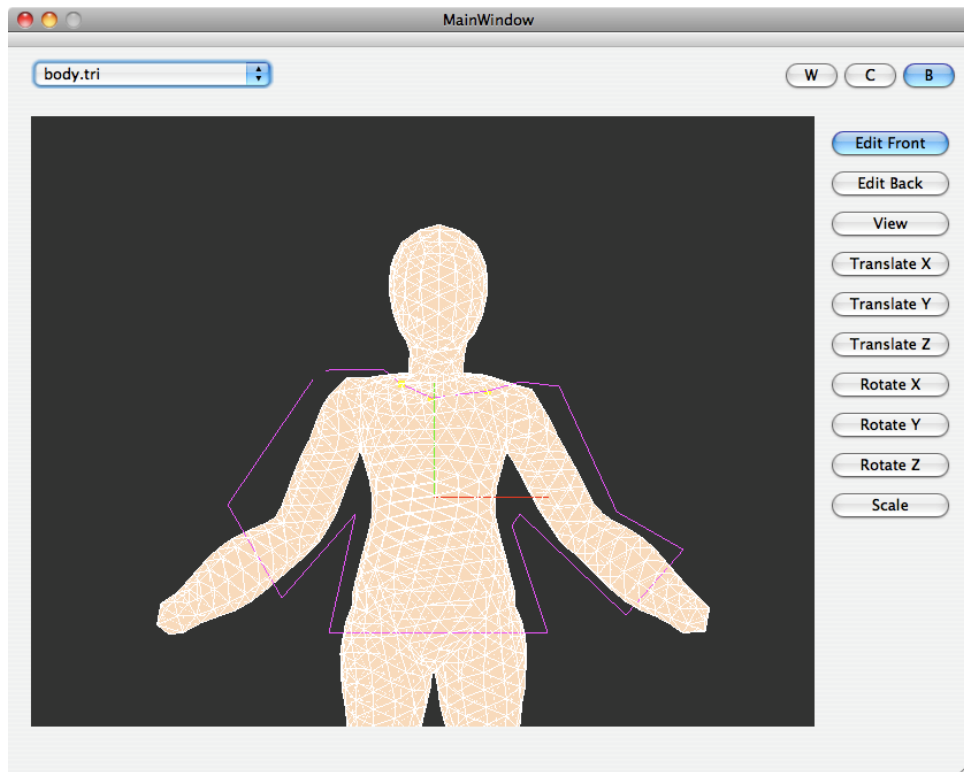 MainWindow
body.tri
W C B
Edit Front
Edit Back
View
Translate X
Translate Y
Translate Z
Rotate X
Rotate Y
Rotate Z
Scale